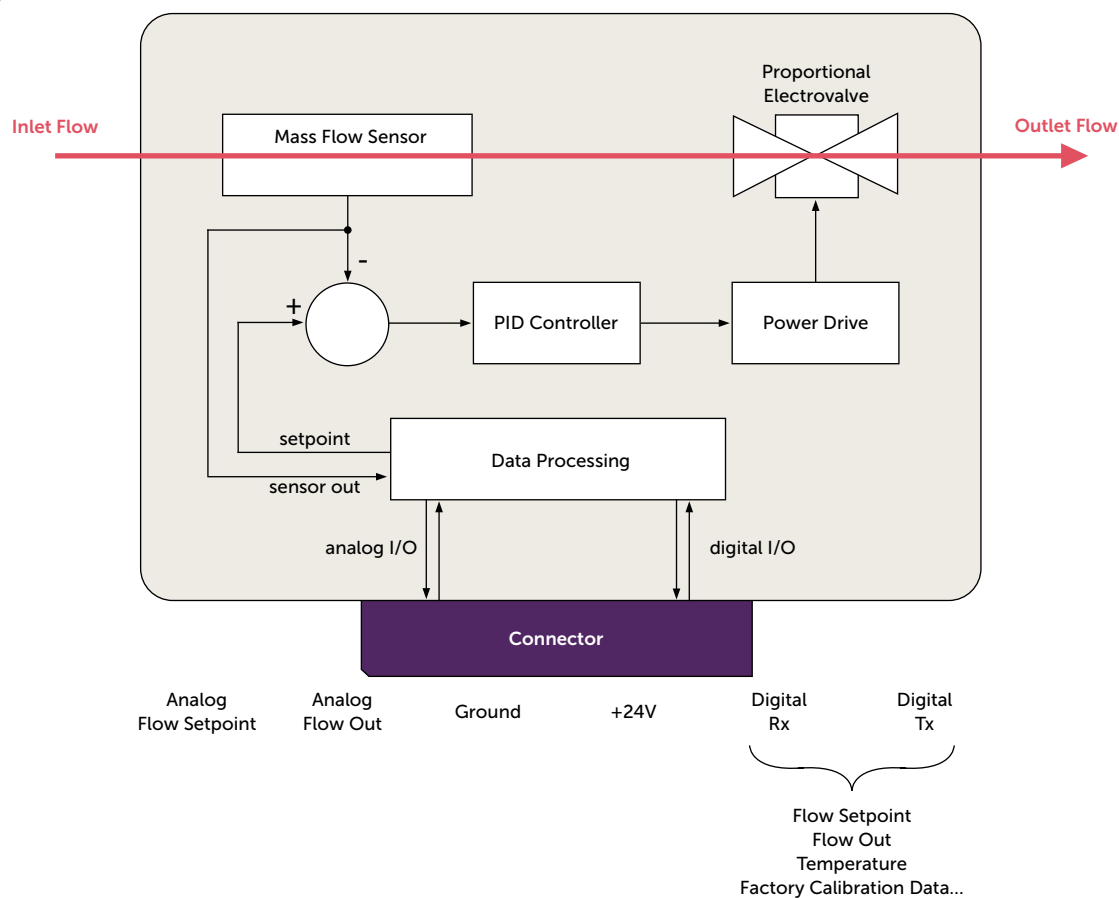 Proportional
Electrovalve
Inlet Flow
Outlet Flow
Mass Flow Sensor
-
+
PID Controller
Power Drive
setpoint
Data Processing
sensor out
analog I/O
digital I/O
Connector
Analog
Flow Setpoint
Analog
Flow Out
Ground
+24V
Digital
Rx
Digital
Tx
Flow Setpoint
Flow Out
Temperature
Factory Calibration Data...